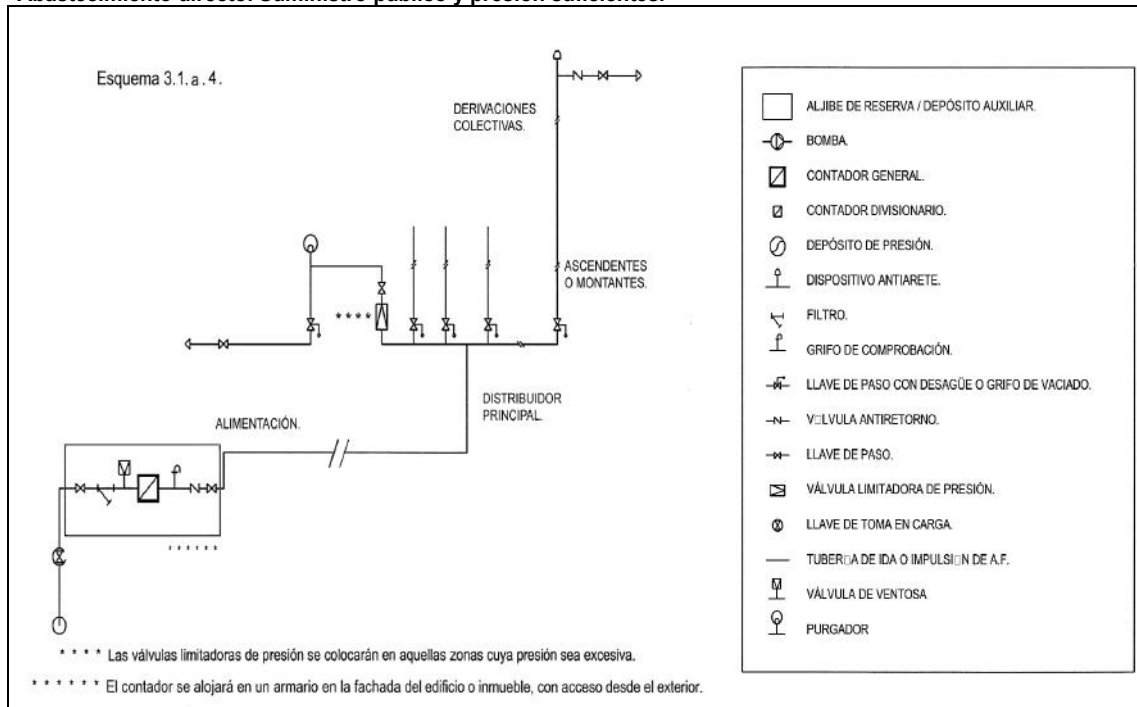 Abastecimiento directo. Suministro público y presión suficientes.
Esquema 3.1.a.4.
DERIVACIONES
COLECTIVAS.
ASCENDENTES
O MONTANTES.
* * * *
DISTRIBUIDOR
PRINCIPAL.
ALIMENTACIÓN.
* * * * * *
* * * * Las válvulas limitadoras de presión se colocarán en aquellas zonas cuya presión sea excesiva.
* * * * * * El contador se alojará en un armario en la fachada del edificio o inmueble, con acceso desde el exterior.
ALJIBE DE RESERVA / DEPÓSITO AUXILIAR.
BOMBA.
CONTADOR GENERAL.
CONTADOR DIVISIONARIO.
DEPÓSITO DE PRESIÓN.
DISPOSITIVO ANTIARETE.
FILTRO.
GRIFO DE COMPROBACIÓN.
LLAVE DE PASO CON DESAGÜE O GRIFO DE VACIADO.
V□LVULA ANTIRETORNO.
LLAVE DE PASO.
VÁLVULA LIMITADORA DE PRESIÓN.
LLAVE DE TOMA EN CARGA.
TUBER□A DE IDA O IMPULSI□N DE A.F.
VÁLVULA DE VENTOSA
PURGADOR